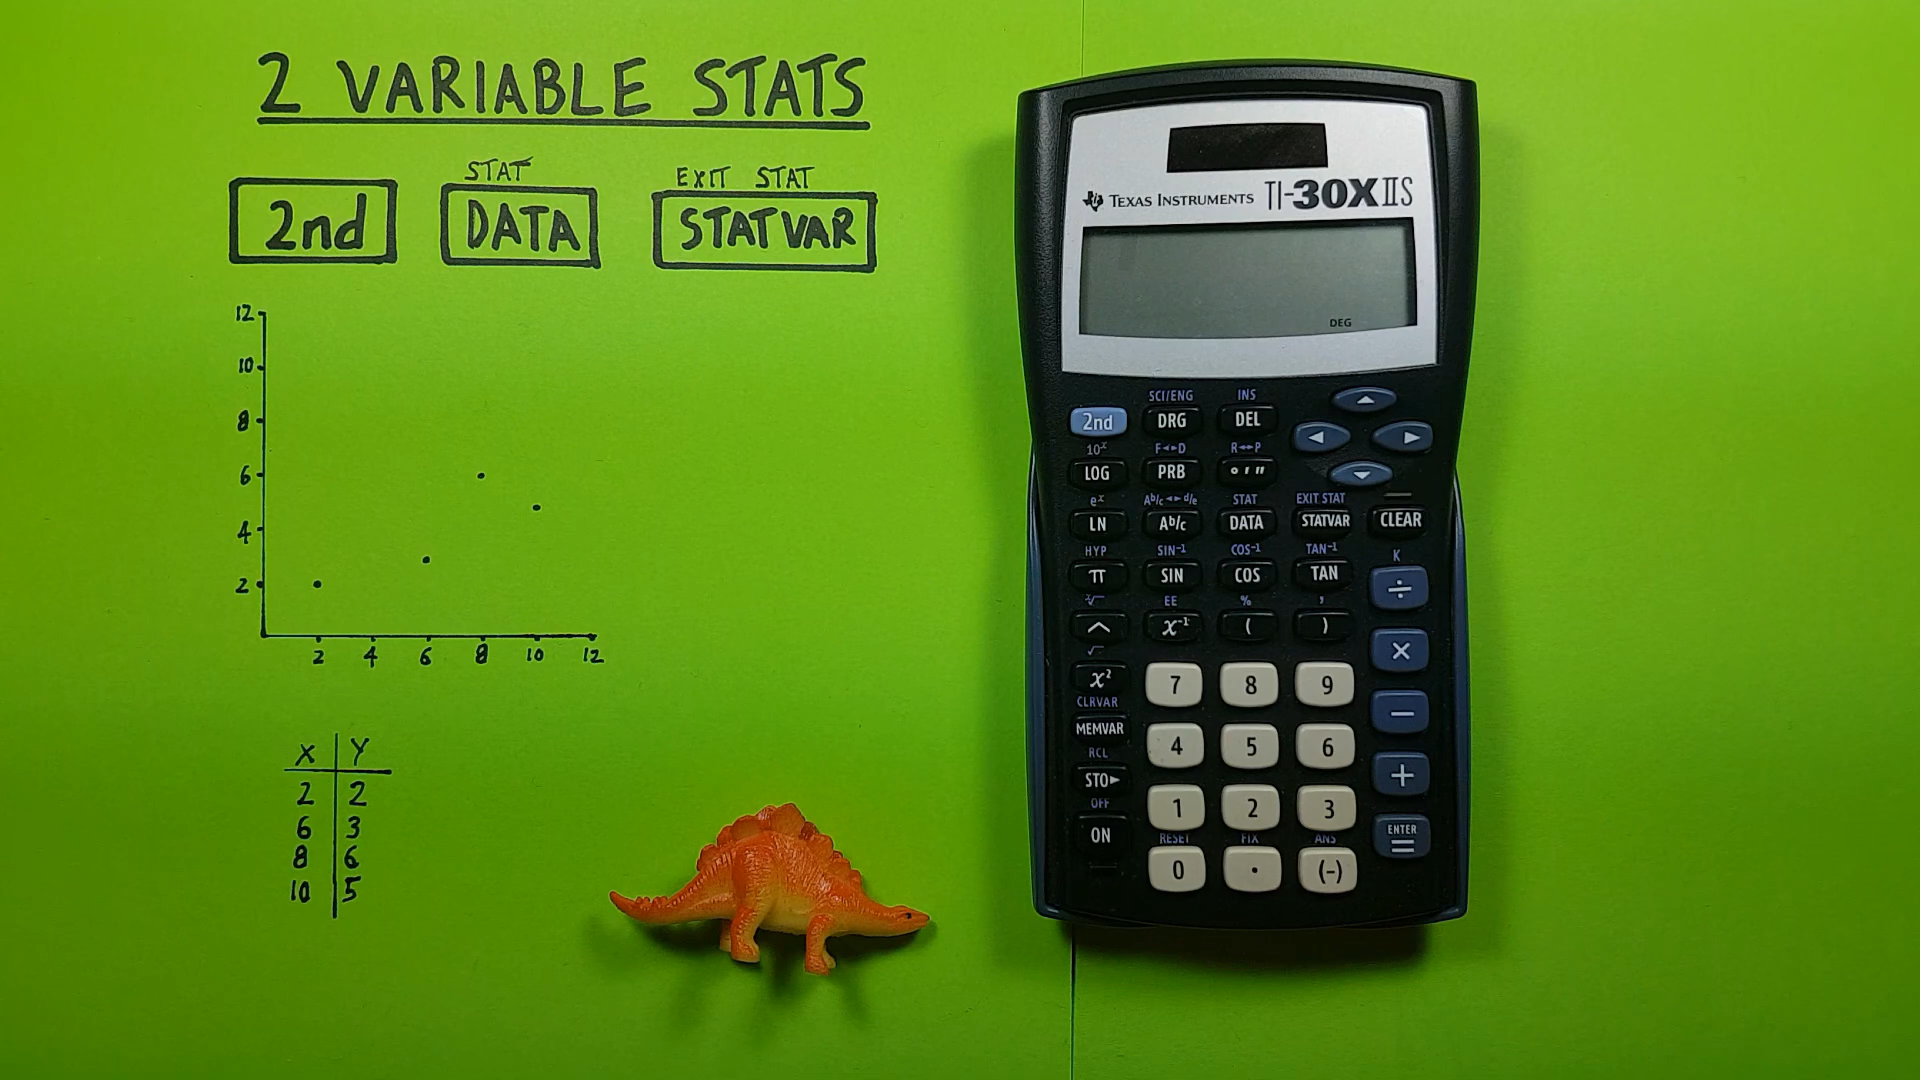 2 VARIABLE STATS
STAT EXIT STAT
2nd DATA STATVAR
12
10
8
6
4
2
2 4 6 8 10 12
X Y
2 2
6 3
8 6
10 5
TEXAS INSTRUMENTS TI-30X IIS
DEG
SCI/ENG INS
2nd DRG DEL
10ˣ F◄►D R◄►P
LOG PRB ° ' "
eˣ Ab/c◄►d/e STAT EXIT STAT
LN Ab/c DATA STATVAR CLEAR
HYP SIN⁻¹ COS⁻¹ TAN⁻¹ K
π SIN COS TAN ÷
ˣ√ EE % ,
^ x⁻¹ ( )
√ ×
x² 7 8 9
CLRVAR
MEMVAR −
RCL 4 5 6
STO► +
OFF 1 2 3
ON RESET FIX ANS ENTER
0 . (-) =